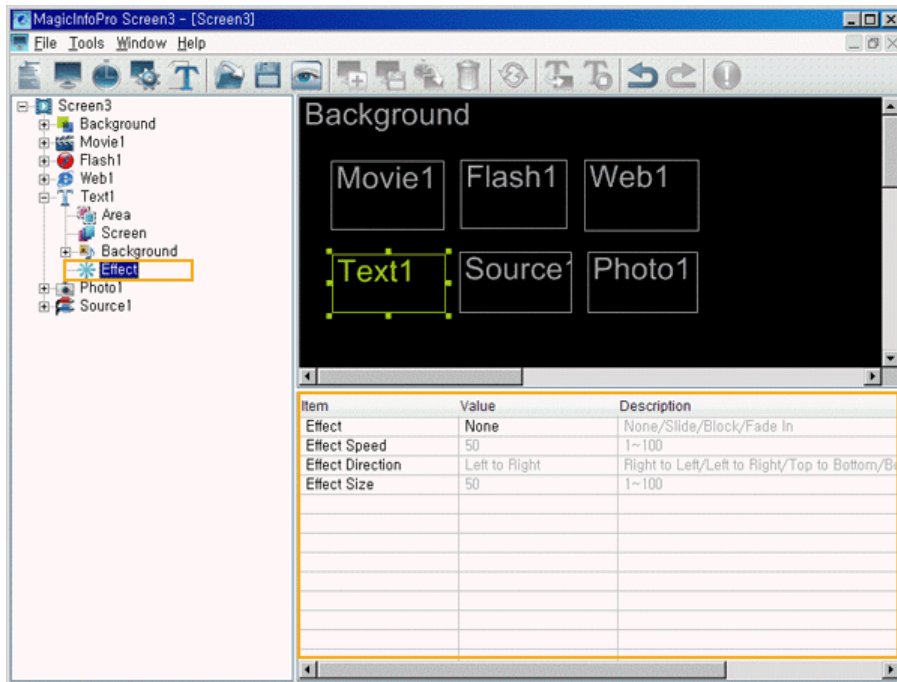 MagicInfoPro Screen3 - [Screen3]
File Tools Window Help
Screen3
Background
Movie1
Flash1
Web1
Text1
Area
Screen
Background
Effect
Photo1
Source1
Background
Movie1 Flash1 Web1
Text1 Source1 Photo1
Item Value Description
Effect None None/Slide/Block/Fade In
Effect Speed 50 1~100
Effect Direction Left to Right Right to Left/Left to Right/Top to Bottom/Bo
Effect Size 50 1~100